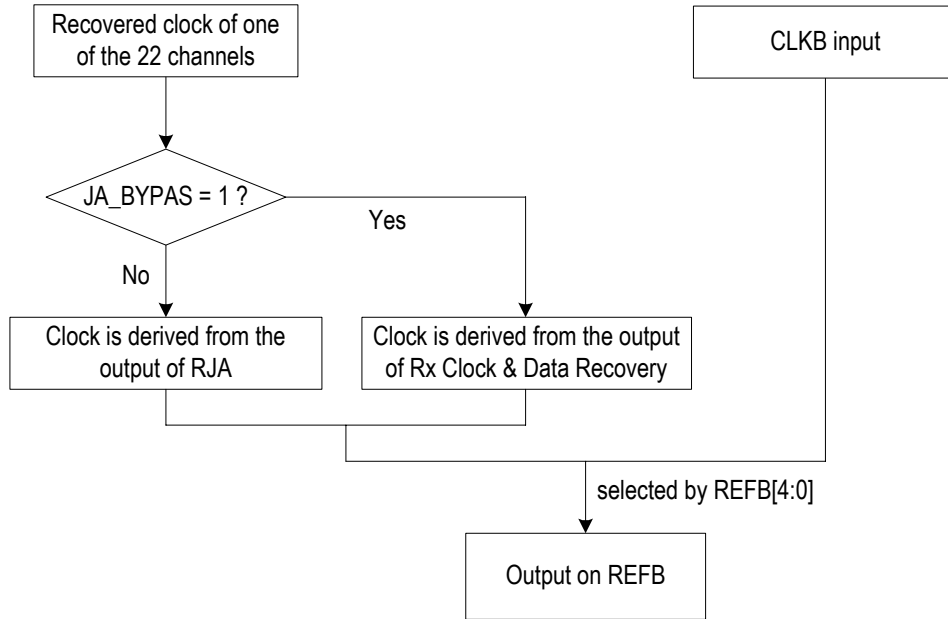 Recovered clock of one
of the 22 channels
CLKB input
JA_BYPAS = 1 ?
Yes
No
Clock is derived from the
output of RJA
Clock is derived from the output
of Rx Clock & Data Recovery
selected by REFB[4:0]
Output on REFB